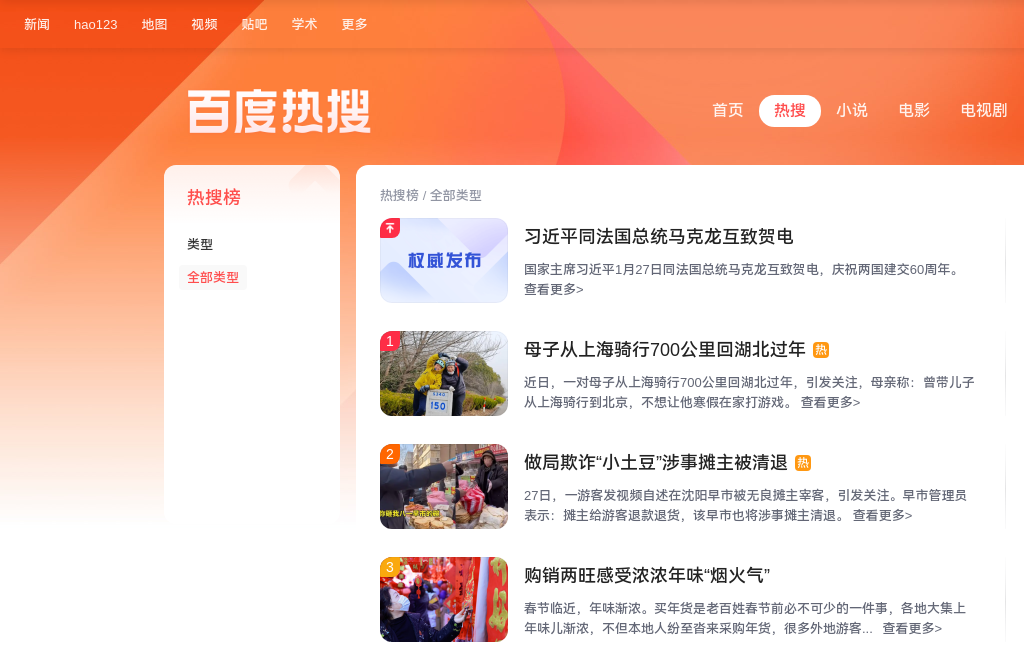 新闻 hao123 地图 视频 贴吧 学术 更多
百度热搜
首页 热搜 小说 电影 电视剧
热搜榜
类型
全部类型
热搜榜 / 全部类型
权威发布
习近平同法国总统马克龙互致贺电
国家主席习近平1月27日同法国总统马克龙互致贺电，庆祝两国建交60周年。
查看更多>
1
150
母子从上海骑行700公里回湖北过年 热
近日，一对母子从上海骑行700公里回湖北过年，引发关注，母亲称：曾带儿子
从上海骑行到北京，不想让他寒假在家打游戏。 查看更多>
2
做局欺诈“小土豆”涉事摊主被清退 热
27日，一游客发视频自述在沈阳早市被无良摊主宰客，引发关注。早市管理员
表示：摊主给游客退款退货，该早市也将涉事摊主清退。 查看更多>
3
购销两旺感受浓浓年味“烟火气”
春节临近，年味渐浓。买年货是老百姓春节前必不可少的一件事，各地大集上
年味儿渐浓，不但本地人纷至沓来采购年货，很多外地游客... 查看更多>